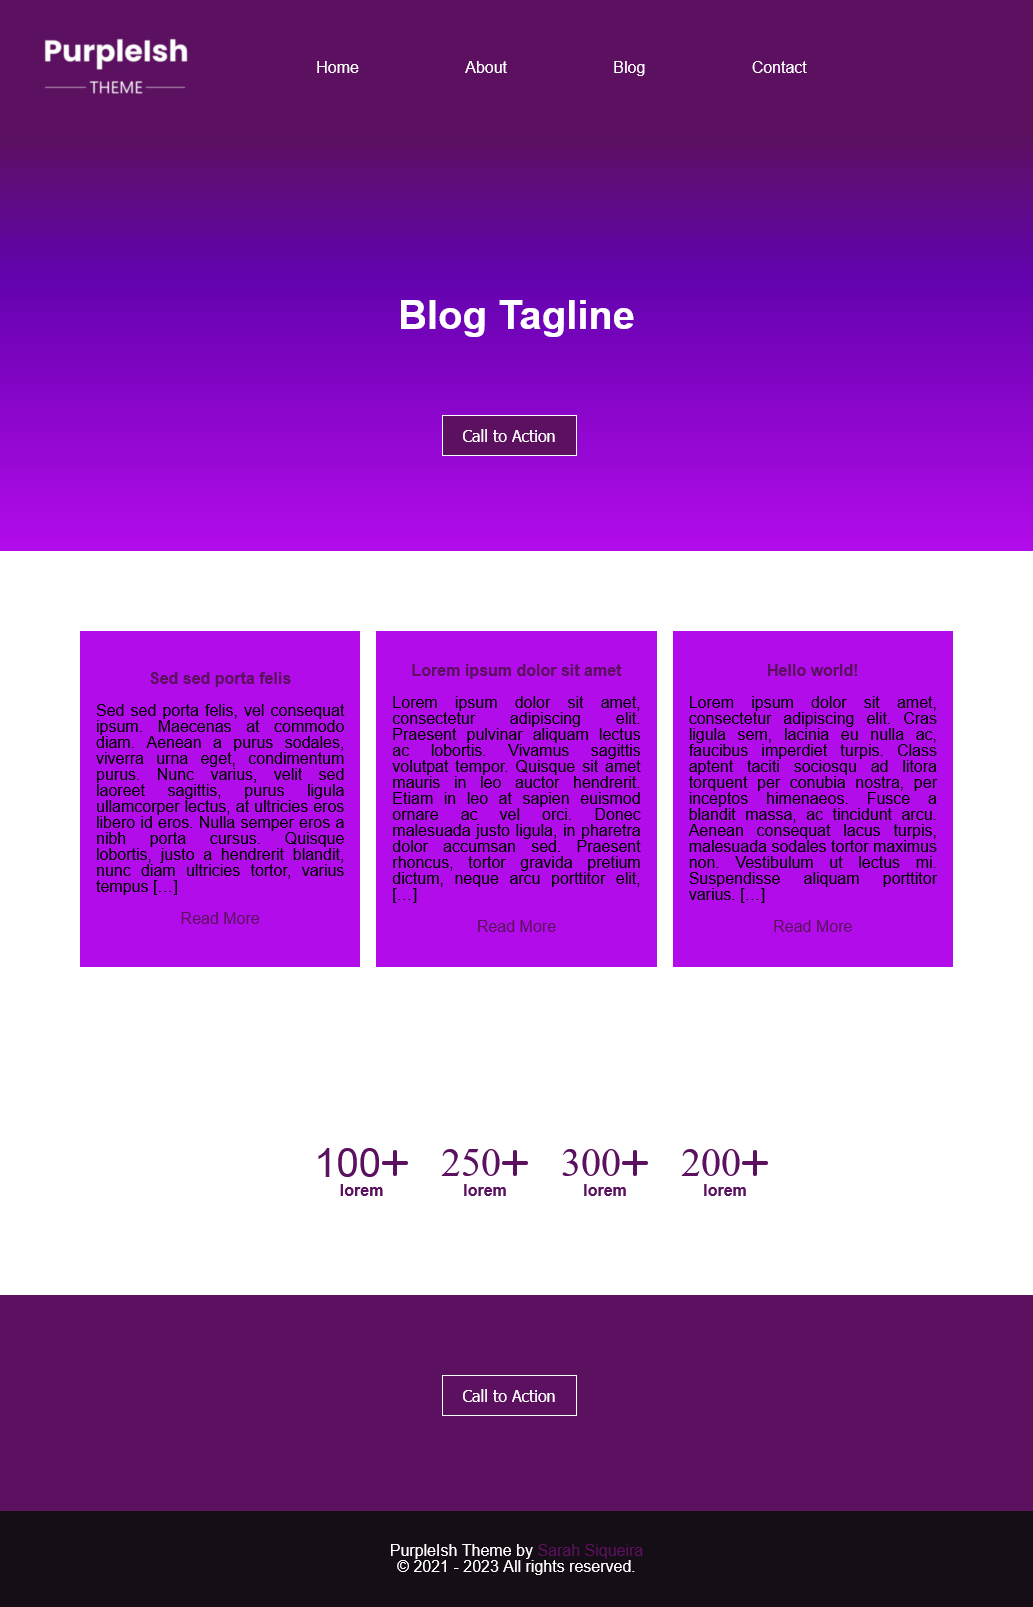 PurpleIsh
THEME
Home About Blog Contact
Blog Tagline
Call to Action
Sed sed porta felis
Sed sed porta felis, vel consequat
ipsum. Maecenas at commodo
diam. Aenean a purus sodales,
viverra urna eget, condimentum
purus. Nunc varius, velit sed
laoreet sagittis, purus ligula
ullamcorper lectus, at ultricies eros
libero id eros. Nulla semper eros a
nibh porta cursus. Quisque
lobortis, justo a hendrerit blandit,
nunc diam ultricies tortor, varius
tempus […]
Read More
Lorem ipsum dolor sit amet
Lorem ipsum dolor sit amet,
consectetur adipiscing elit.
Praesent pulvinar aliquam lectus
ac lobortis. Vivamus sagittis
volutpat tempor. Quisque sit amet
mauris in leo auctor hendrerit.
Etiam in leo at sapien euismod
ornare ac vel orci. Donec
malesuada justo ligula, in pharetra
dolor accumsan sed. Praesent
rhoncus, tortor gravida pretium
dictum, neque arcu porttitor elit,
[…]
Read More
Hello world!
Lorem ipsum dolor sit amet,
consectetur adipiscing elit. Cras
ligula sem, lacinia eu nulla ac,
faucibus imperdiet turpis. Class
aptent taciti sociosqu ad litora
torquent per conubia nostra, per
inceptos himenaeos. Fusce a
blandit massa, ac tincidunt arcu.
Aenean consequat lacus turpis,
malesuada sodales tortor maximus
non. Vestibulum ut lectus mi.
Suspendisse aliquam porttitor
varius. […]
Read More
100+ 250+ 300+ 200+
lorem lorem lorem lorem
Call to Action
PurpleIsh Theme by Sarah Siqueira
© 2021 - 2023 All rights reserved.